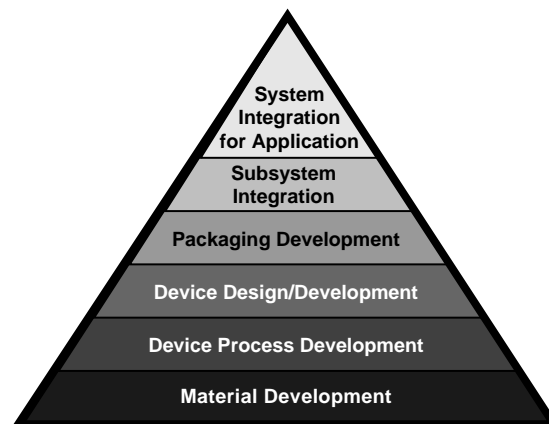 System
Integration
for Application
Subsystem
Integration
Packaging Development
Device Design/Development
Device Process Development
Material Development